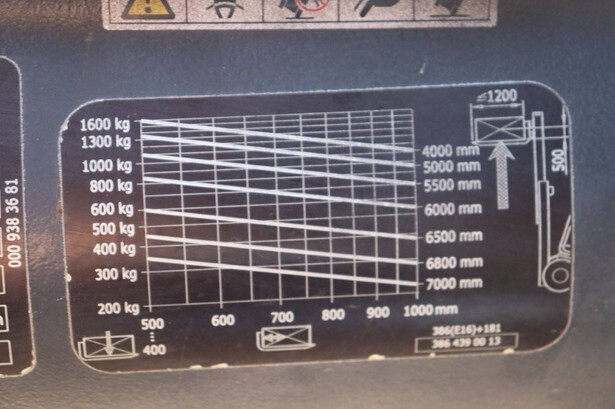 000 938 36 81
≤1200
1600 kg
1300 kg
1000 kg
800 kg
600 kg
500 kg
400 kg
300 kg
200 kg
4000 mm
5000 mm
5500 mm
6000 mm
6500 mm
6800 mm
7000 mm
500
500 600 700 800 900 1000 mm
400
386(E16)+181
386 439 00 13